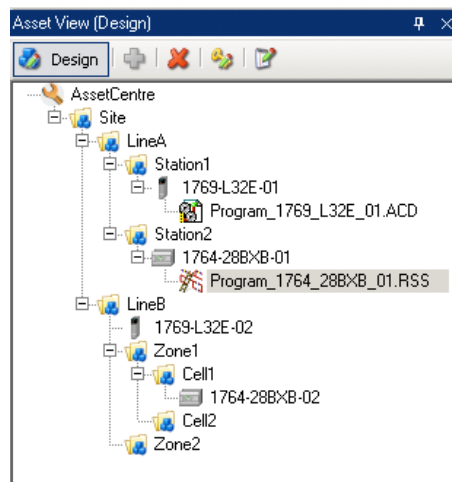 Asset View (Design)
Design
AssetCentre
Site
LineA
Station1
1769-L32E-01
Program_1769_L32E_01.ACD
Station2
1764-28BXB-01
Program_1764_28BXB_01.RSS
LineB
1769-L32E-02
Zone1
Cell1
1764-28BXB-02
Cell2
Zone2